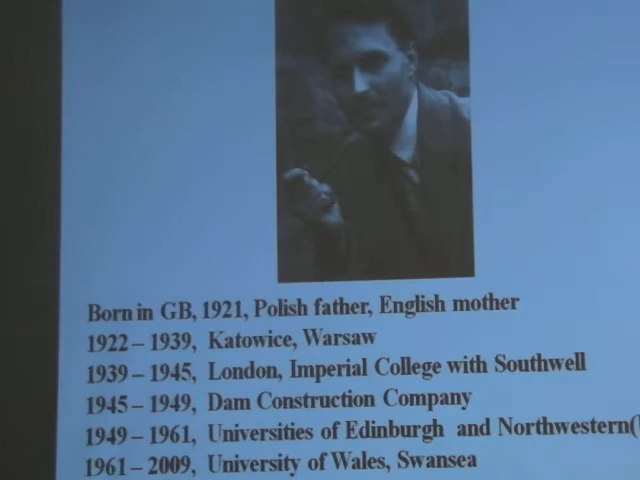 Born in GB, 1921, Polish father, English mother
1922 – 1939, Katowice, Warsaw
1939 – 1945, London, Imperial College with Southwell
1945 – 1949, Dam Construction Company
1949 – 1961, Universities of Edinburgh and Northwestern(
1961 – 2009, University of Wales, Swansea